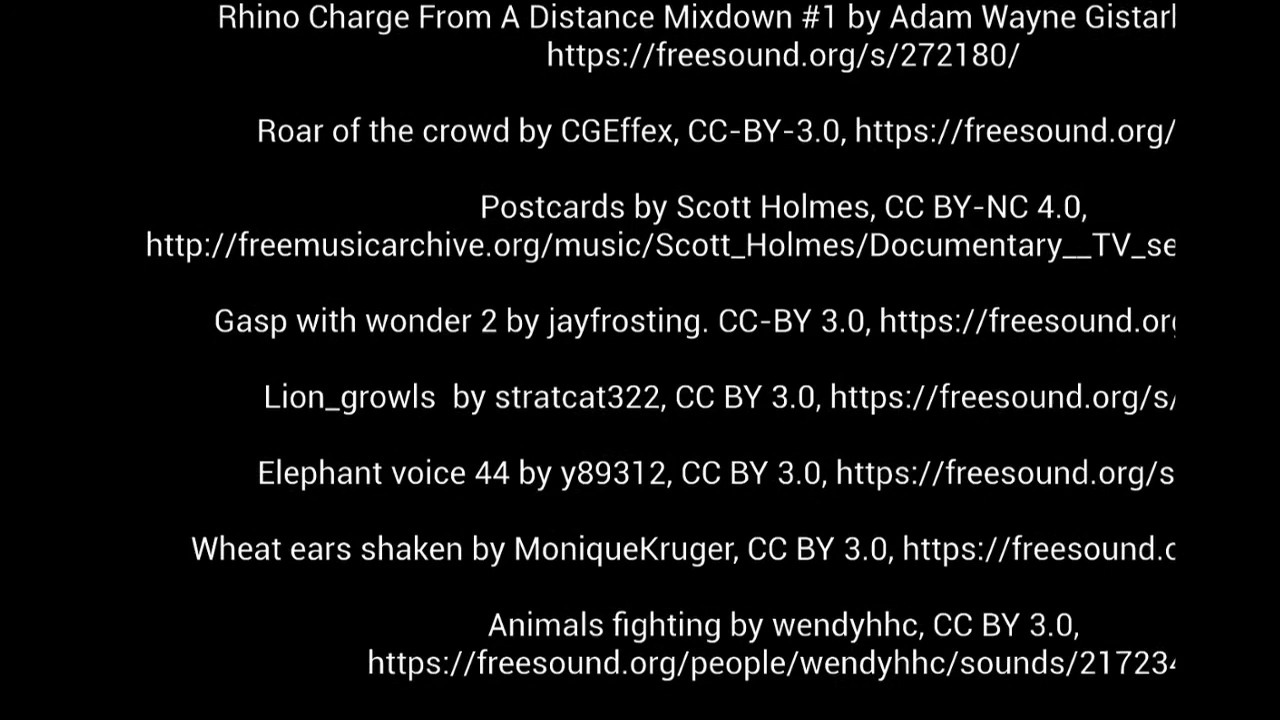 Rhino Charge From A Distance Mixdown #1 by Adam Wayne
https://freesound.org/s/272180/
Roar of the crowd by CGEffex, CC-BY-3.0, https://freesound.org/
Postcards by Scott Holmes, CC BY-NC 4.0,
http://freemusicarchive.org/music/Scott_Holmes/Documentary__TV_se
Gasp with wonder 2 by jayfrosting. CC-BY 3.0, https://freesound.or
Lion_growls by stratcat322, CC BY 3.0, https://freesound.org/s/
Elephant voice 44 by y89312, CC BY 3.0, https://freesound.org/s
Wheat ears shaken by MoniqueKruger, CC BY 3.0, https://freesound.
Animals fighting by wendyhhc, CC BY 3.0,
https://freesound.org/people/wendyhhc/sounds/217234